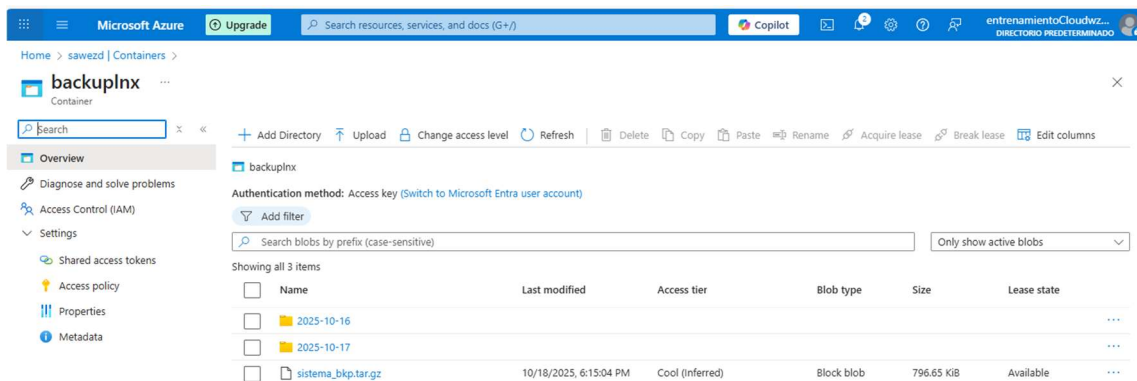 Microsoft Azure
Upgrade
Search resources, services, and docs (G+/)
Copilot
2
entrenamientoCloudwz...
DIRECTORIO PREDETERMINADO
Home > sawezd | Containers >
backuplnx ...
Container
Search
Overview
Diagnose and solve problems
Access Control (IAM)
Settings
Shared access tokens
Access policy
Properties
Metadata
Add Directory Upload Change access level Refresh Delete Copy Paste Rename Acquire lease Break lease Edit columns
backuplnx
Authentication method: Access key (Switch to Microsoft Entra user account)
Add filter
Search blobs by prefix (case-sensitive) Only show active blobs
Showing all 3 items
Name Last modified Access tier Blob type Size Lease state
2025-10-16 ...
2025-10-17 ...
sistema_bkp.tar.gz 10/18/2025, 6:15:04 PM Cool (Inferred) Block blob 796.65 KiB Available ...